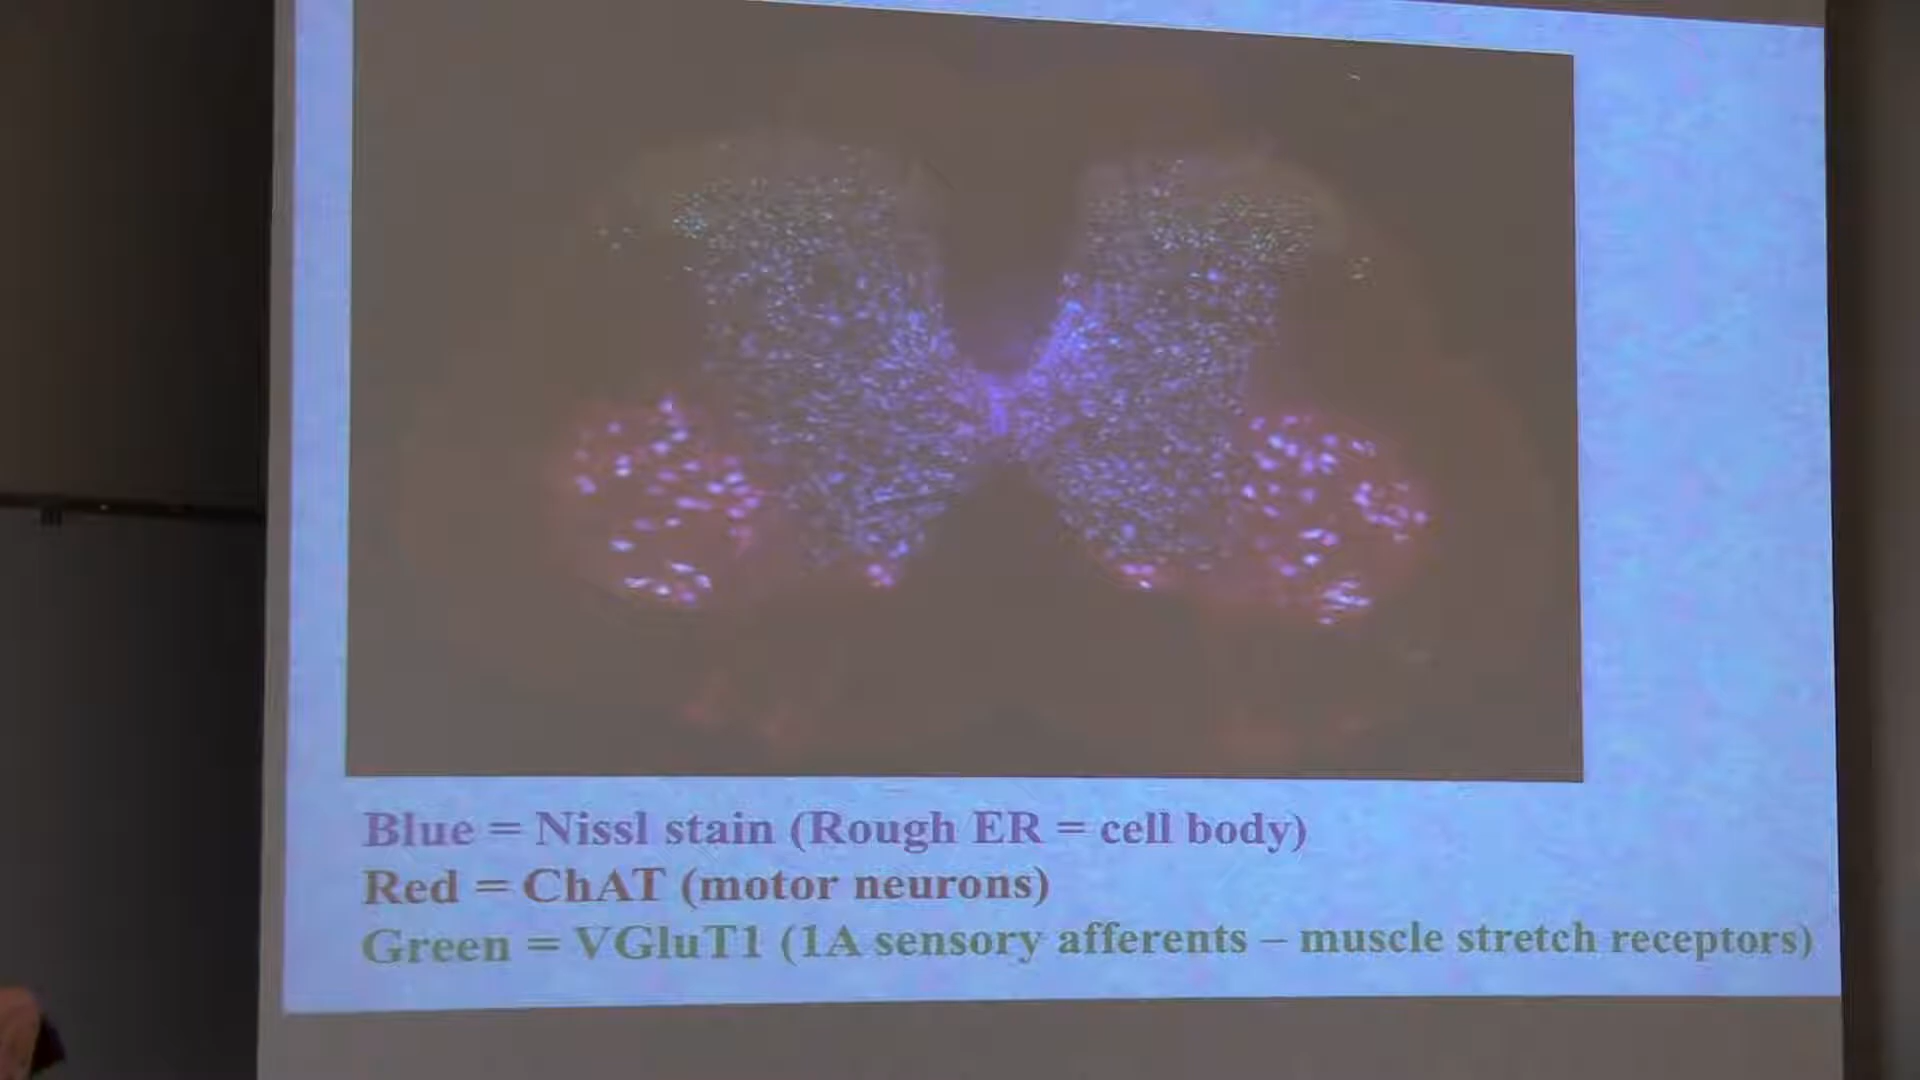 Blue = Nissl stain (Rough ER = cell body)
Red = ChAT (motor neurons)
Green = VGluT1 (1A sensory afferents – muscle stretch receptors)